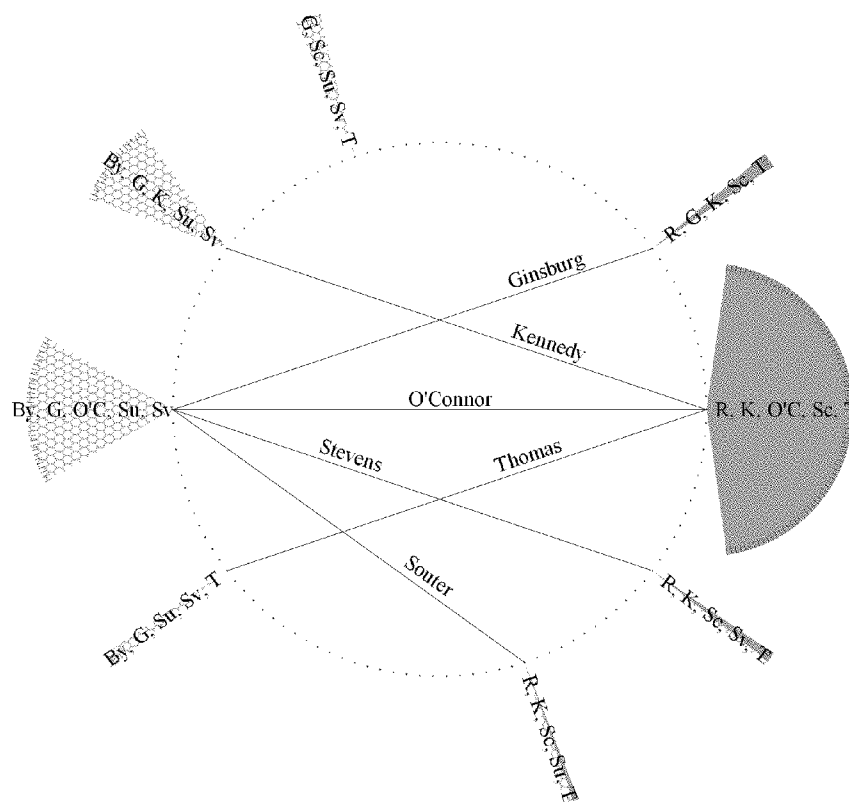 G, Sc, Su, Sv, T
By, G, K, Su, Sv
R, G, K, Sc, T
Ginsburg
Kennedy
By, G, O'C, Su, Sv
O'Connor
R, K, O'C, Sc, T
Stevens
Thomas
Souter
By, G, Su, Sv, T
R, K, Sc, Sv, T
R, K, Sc, Su, T